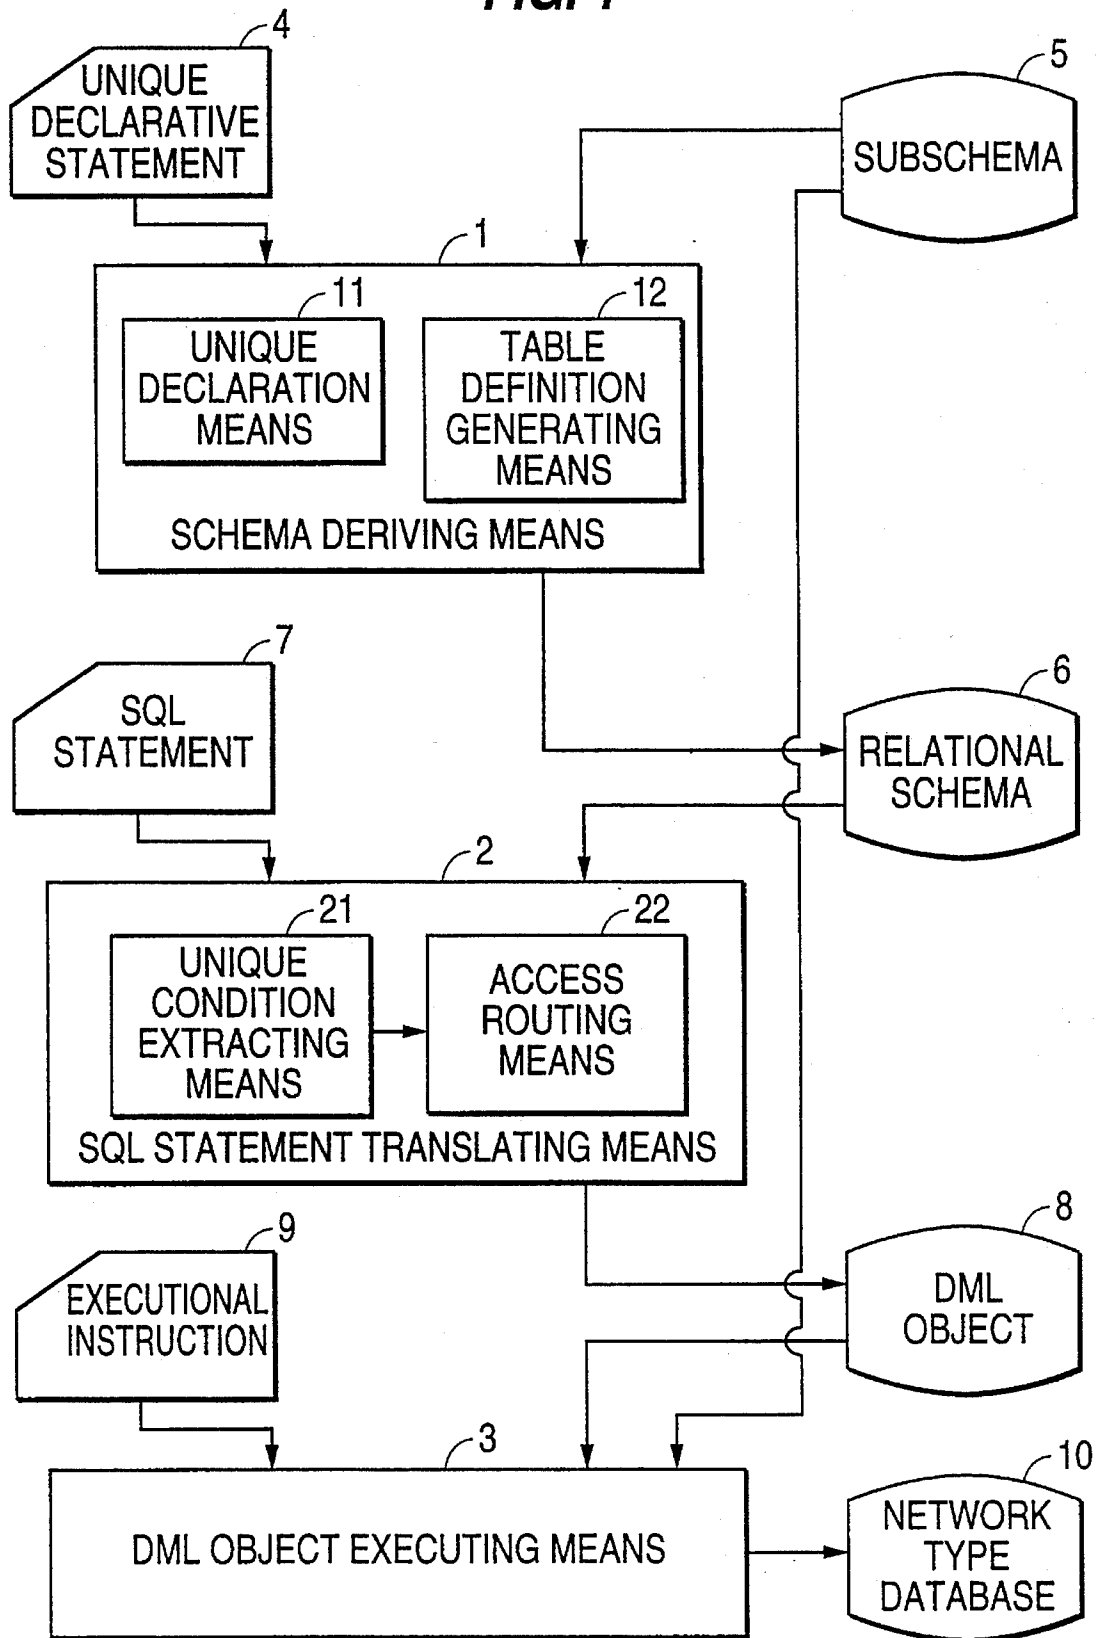 4
UNIQUE
DECLARATIVE
STATEMENT
5
SUBSCHEMA
1
11
UNIQUE
DECLARATION
MEANS
12
TABLE
DEFINITION
GENERATING
MEANS
SCHEMA DERIVING MEANS
7
SQL
STATEMENT
6
RELATIONAL
SCHEMA
2
21
UNIQUE
CONDITION
EXTRACTING
MEANS
22
ACCESS
ROUTING
MEANS
SQL STATEMENT TRANSLATING MEANS
9
EXECUTIONAL
INSTRUCTION
8
DML
OBJECT
3
DML OBJECT EXECUTING MEANS
10
NETWORK
TYPE
DATABASE